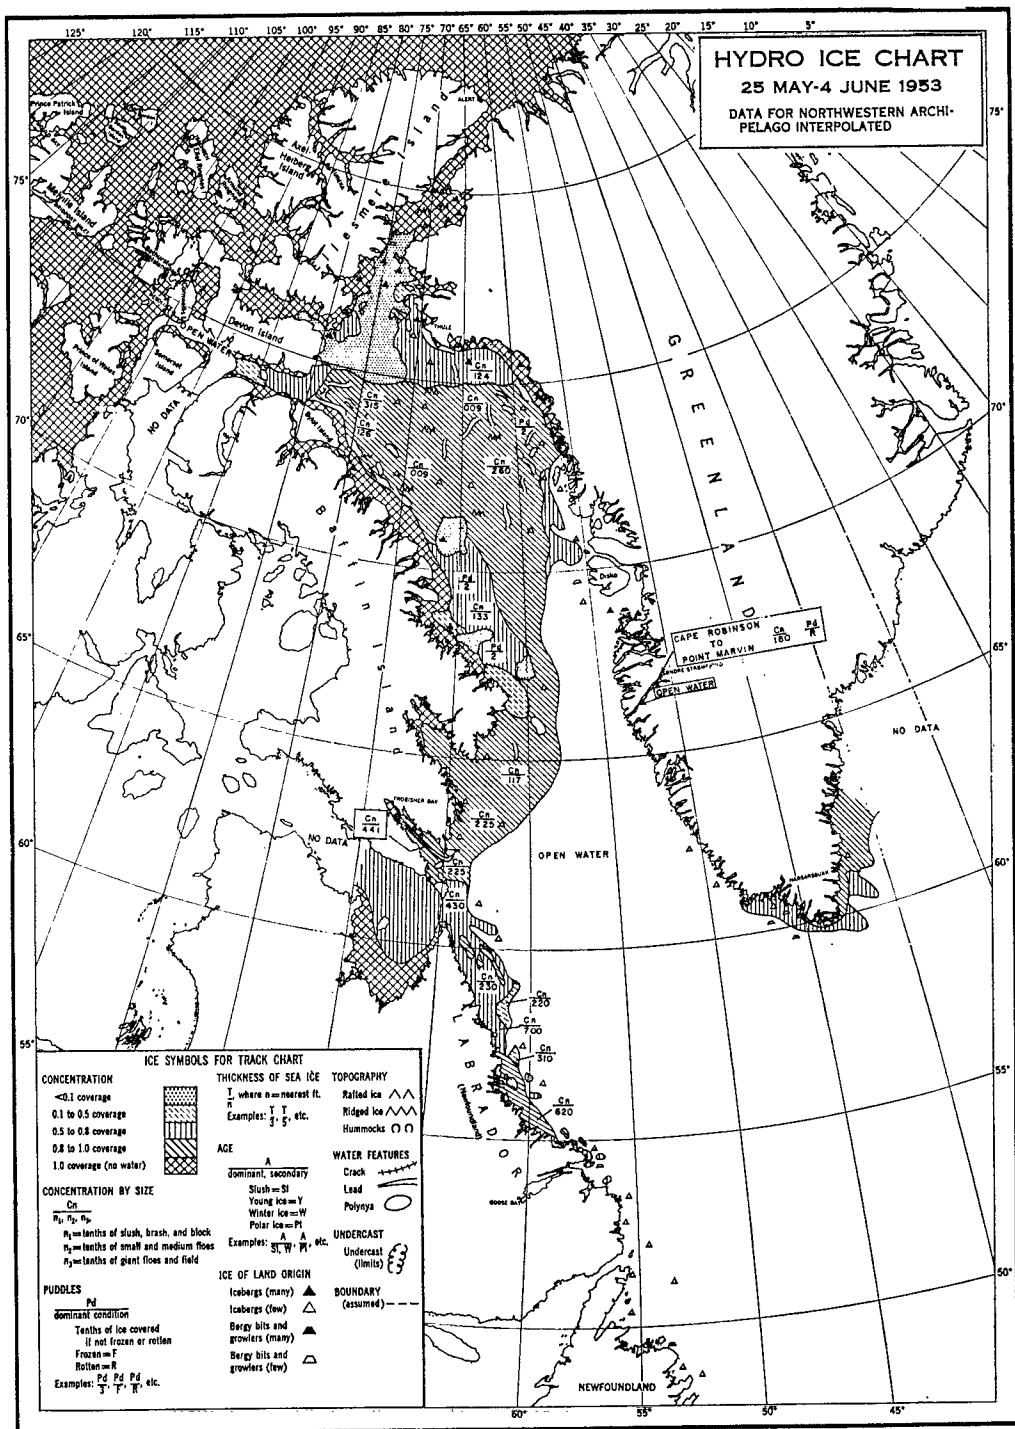 125° 120° 115° 110° 105° 100° 95° 90° 85° 80° 75° 70° 65° 60° 55° 50° 45° 40° 35° 30° 25° 20° 15° 10° 5°
HYDRO ICE CHART
25 MAY-4 JUNE 1953
DATA FOR NORTHWESTERN ARCHI-
PELAGO INTERPOLATED
75°
75°
70°
70°
65°
65°
60°
60°
55°
55°
50°
60°
55°
50°
45°
Prince Patrick
Island
Melville Island
Axel
Heiberg
Island
Ellesmere Island
ALERT
THULE
Devon Island
OPEN WATER
Prince of Wales
Island
Somerset
Island
NO DATA
Bylot Island
Baffin Island
GREENLAND
Disko
Cn
124
Cn
315
Cn
126
Cn
009
Pd
2
Cn
009
Cn
260
Pd
2
Cn
133
Pd
2
Cn
117
Cn
225
CAPE ROBINSON
TO
POINT MARVIN
Cn
180
Pd
R
OPEN WATER
NO DATA
FROBISHER BAY
Cn
441
NO DATA
Cn
225
Cn
430
OPEN WATER
NARSARSSUAK
Cn
230
Cn
220
Cn
700
Cn
310
Cn
620
LABRADOR
(Newfoundland)
GOOSE BAY
NEWFOUNDLAND
ICE SYMBOLS FOR TRACK CHART
CONCENTRATION
<0.1 coverage
0.1 to 0.5 coverage
0.5 to 0.8 coverage
0.8 to 1.0 coverage
1.0 coverage (no water)
CONCENTRATION BY SIZE
Cn
n₁, n₂, n₃,
n₁=tenths of slush, brash, and block
n₂=tenths of small and medium floes
n₃=tenths of giant floes and field
PUDDLES
Pd
dominant condition
Tenths of ice covered
if not frozen or rotten
Frozen=F
Rotten=R
Examples: Pd/3, Pd/F, Pd/R, etc.
THICKNESS OF SEA ICE
T/n, where n=nearest ft.
Examples: T/3, T/5, etc.
AGE
A
dominant, secondary
Slush=Sl
Young ice=Y
Winter ice=W
Polar ice=Pl
Examples: A/Sl, W, A/Pl, etc.
ICE OF LAND ORIGIN
Icebergs (many)
Icebergs (few)
Bergy bits and
growlers (many)
Bergy bits and
growlers (few)
TOPOGRAPHY
Rafted ice
Ridged ice
Hummocks
WATER FEATURES
Crack
Lead
Polynya
UNDERCAST
Undercast
(limits)
BOUNDARY
(assumed)